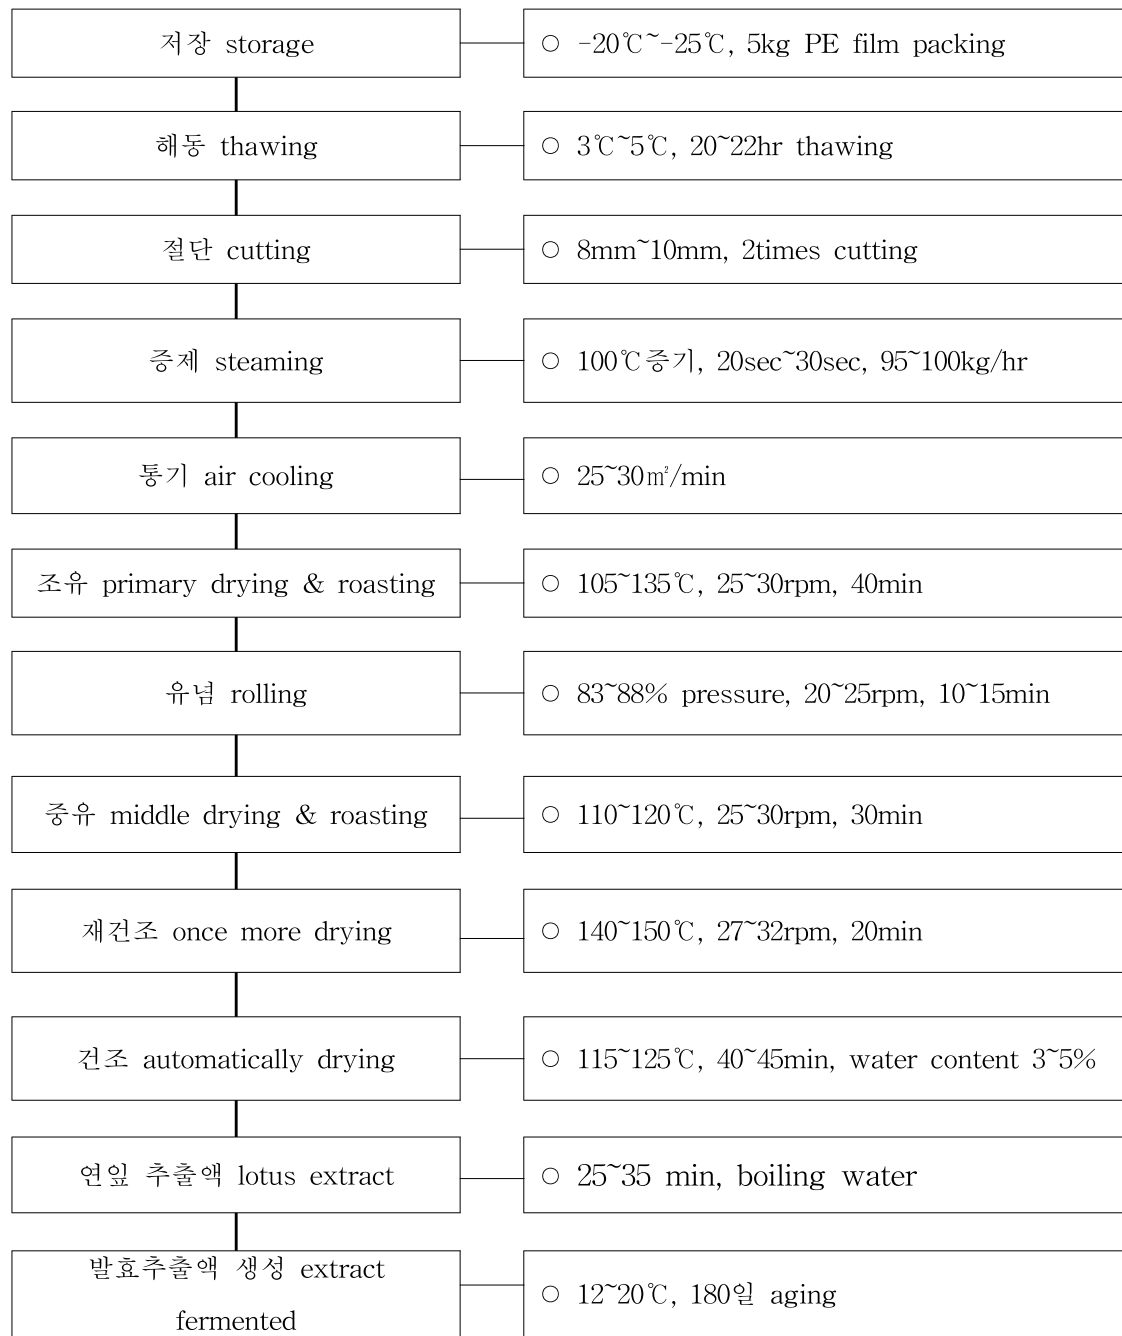 저장 storage
○ -20℃~-25℃, 5kg PE film packing
해동 thawing
○ 3℃~5℃, 20~22hr thawing
절단 cutting
○ 8mm~10mm, 2times cutting
증제 steaming
○ 100℃증기, 20sec~30sec, 95~100kg/hr
통기 air cooling
○ 25~30㎡/min
조유 primary drying & roasting
○ 105~135℃, 25~30rpm, 40min
유념 rolling
○ 83~88% pressure, 20~25rpm, 10~15min
중유 middle drying & roasting
○ 110~120℃, 25~30rpm, 30min
재건조 once more drying
○ 140~150℃, 27~32rpm, 20min
건조 automatically drying
○ 115~125℃, 40~45min, water content 3~5%
연잎 추출액 lotus extract
○ 25~35 min, boiling water
발효추출액 생성 extract
fermented
○ 12~20℃, 180일 aging